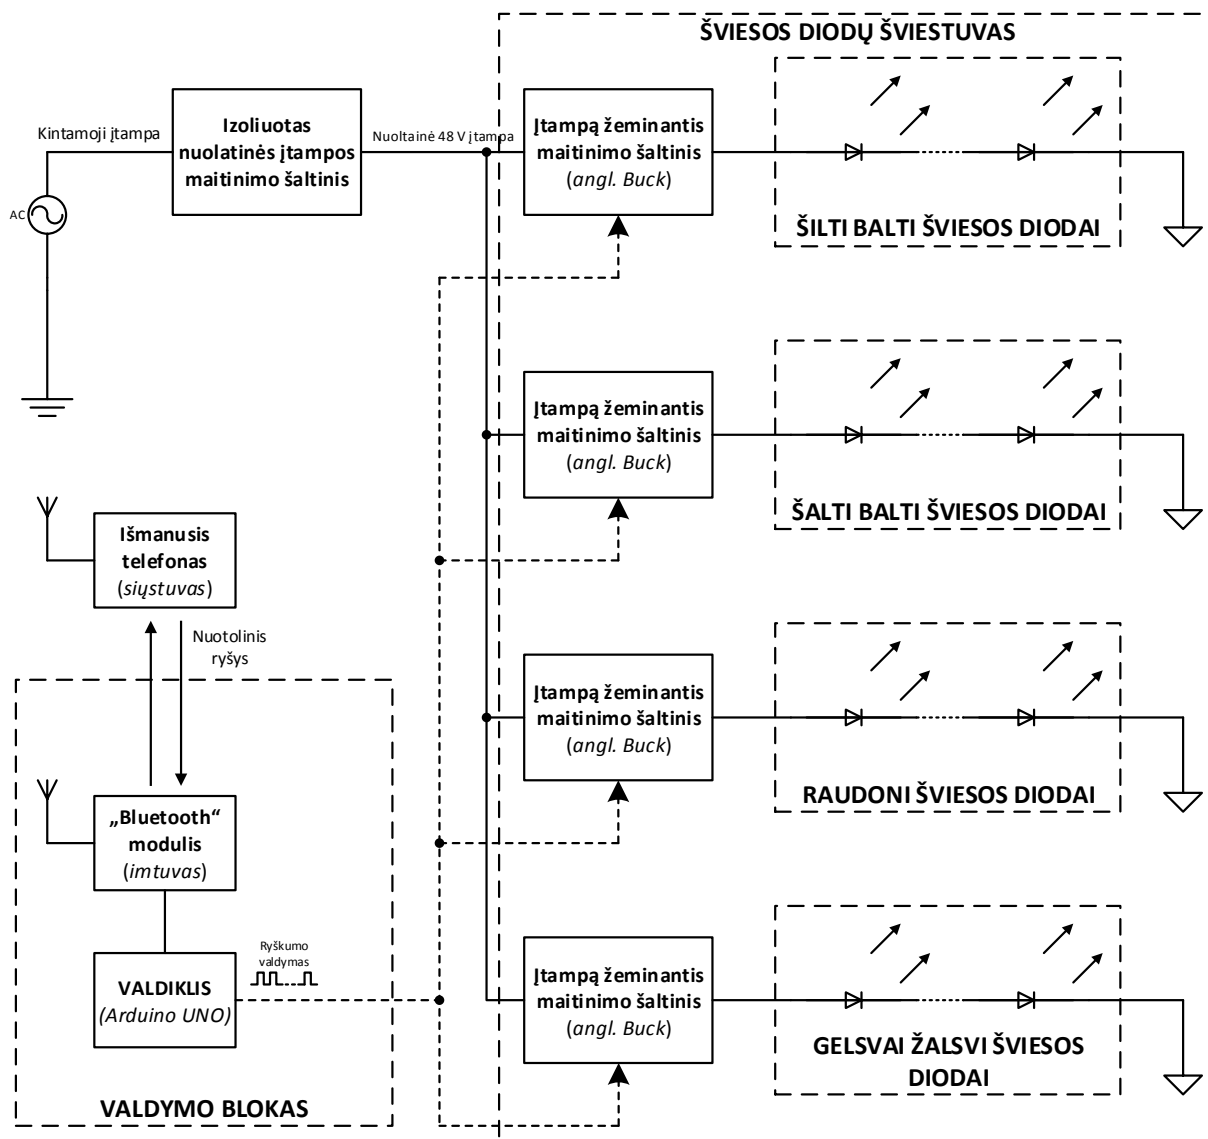 ŠVIESOS DIODŲ ŠVIESTUVAS
Kintamoji įtampa
AC
Izoliuotas
nuolatinės įtampos
maitinimo šaltinis
Nuoltainė 48 V įtampa
Įtampą žeminantis
maitinimo šaltinis
(angl. Buck)
ŠILTI BALTI ŠVIESOS DIODAI
Įtampą žeminantis
maitinimo šaltinis
(angl. Buck)
ŠALTI BALTI ŠVIESOS DIODAI
Išmanusis
telefonas
(siųstuvas)
Nuotolinis
ryšys
Įtampą žeminantis
maitinimo šaltinis
(angl. Buck)
RAUDONI ŠVIESOS DIODAI
„Bluetooth“
modulis
(imtuvas)
VALDIKLIS
(Arduino UNO)
Ryškumo
valdymas
Įtampą žeminantis
maitinimo šaltinis
(angl. Buck)
GELSVAI ŽALSVI ŠVIESOS
DIODAI
VALDYMO BLOKAS